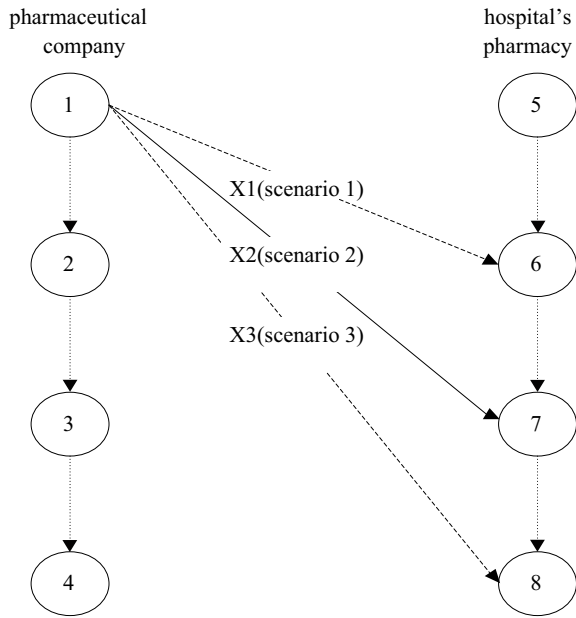 pharmaceutical
company
hospital's
pharmacy
1
5
X1(scenario 1)
2
X2(scenario 2)
6
X3(scenario 3)
3
7
4
8